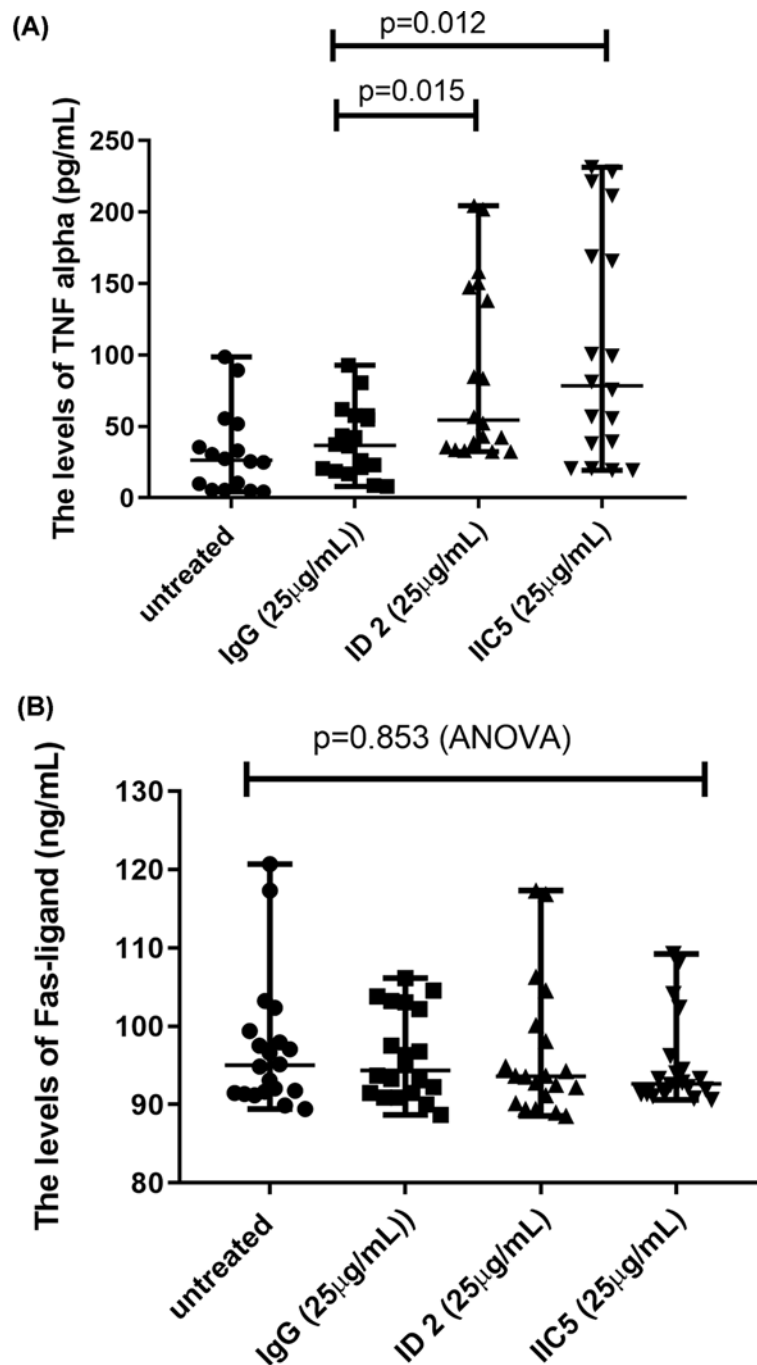 (A)
p=0.012
p=0.015
The levels of TNF alpha (pg/mL)
250
200
150
100
50
0
untreated
IgG (25μg/mL))
ID 2 (25μg/mL)
IIC5 (25μg/mL)
(B)
p=0.853 (ANOVA)
The levels of Fas-ligand (ng/mL)
130
120
110
100
90
80
untreated
IgG (25μg/mL))
ID 2 (25μg/mL)
IIC5 (25μg/mL)